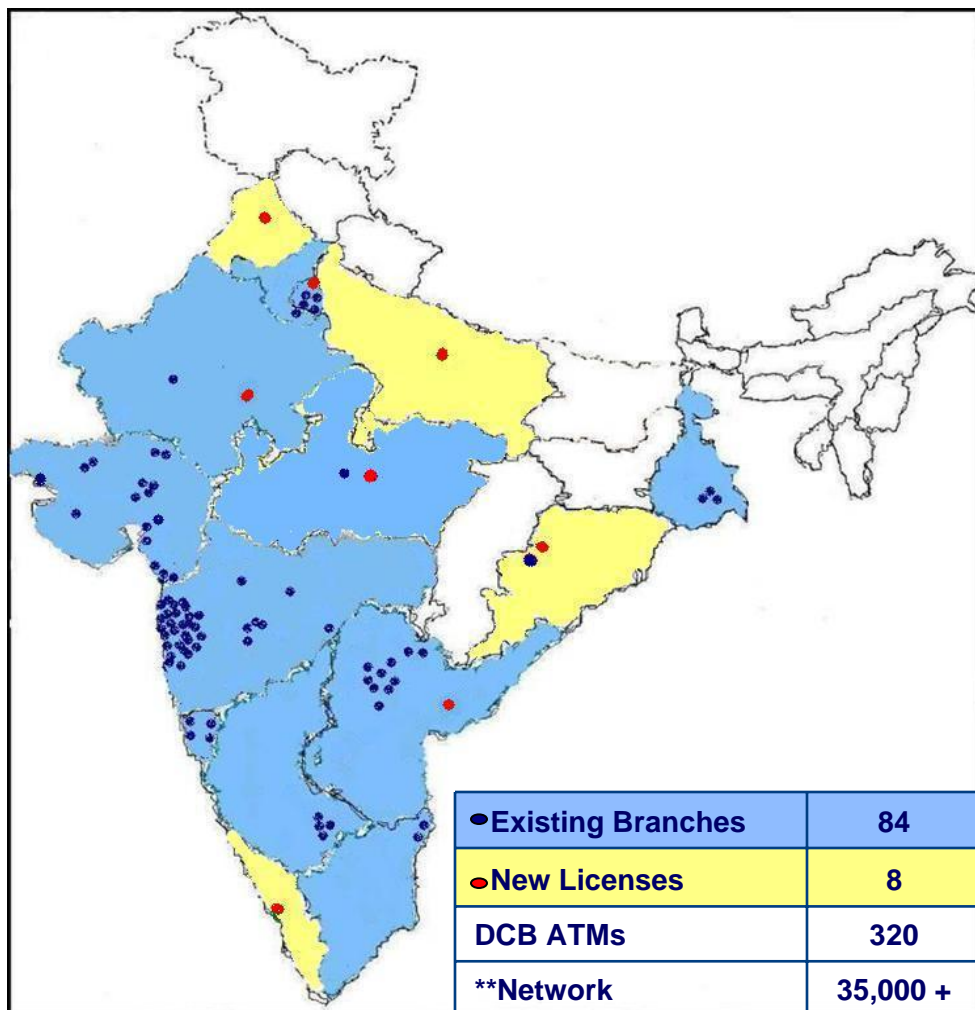 Existing Branches 84
New Licenses 8
DCB ATMs 320
**Network 35,000 +